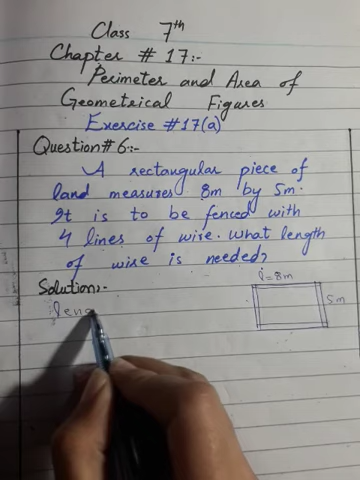 Class 7th
Chapter # 17:-
Perimeter and Area of
Geometrical Figures
Exercise #17(a)
Question# 6:-
A rectangular piece of
land measures 8m by 5m.
It is to be fenced with
4 lines of wire. What length
of wire is needed?
Solution:-
l=8m
5m
leng